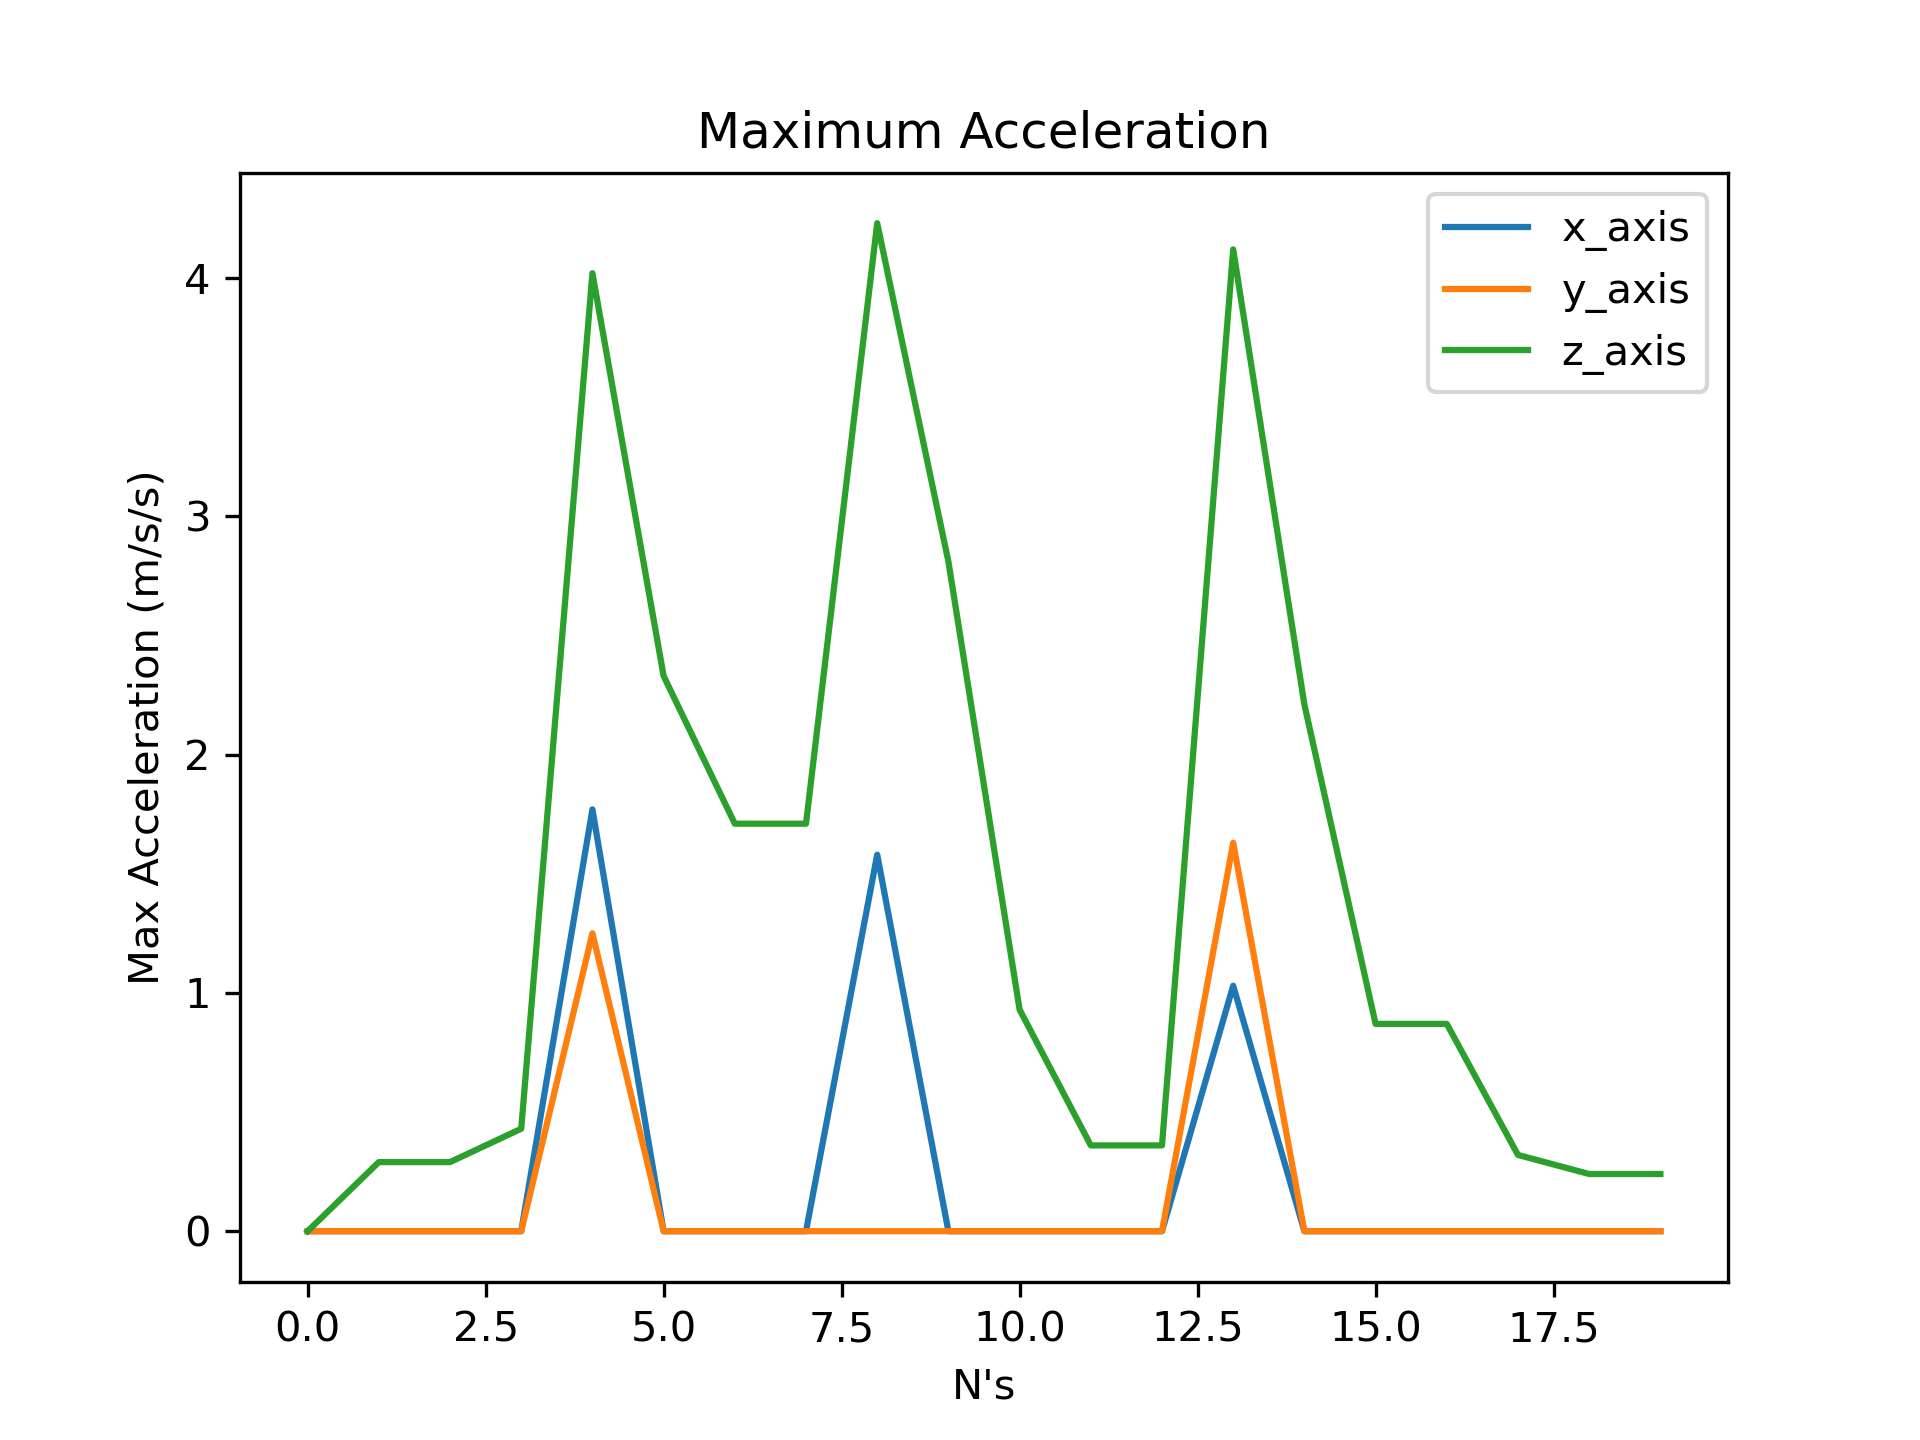 Maximum Acceleration
x_axis
y_axis
z_axis
Max Acceleration (m/s/s)
4
3
2
1
0
0.0 2.5 5.0 7.5 10.0 12.5 15.0 17.5
N's